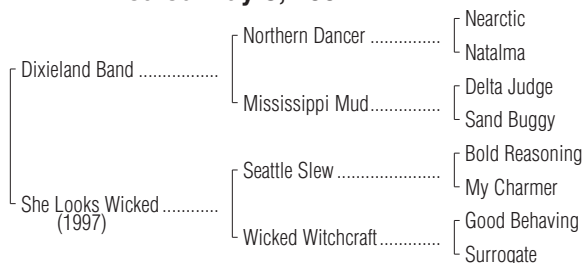 Nearctic
Northern Dancer ...............
Natalma
Dixieland Band .................
Delta Judge
Mississippi Mud...............
Sand Buggy
Bold Reasoning
Seattle Slew ......................
My Charmer
She Looks Wicked ............
(1997)
Good Behaving
Wicked Witchcraft.............
Surrogate